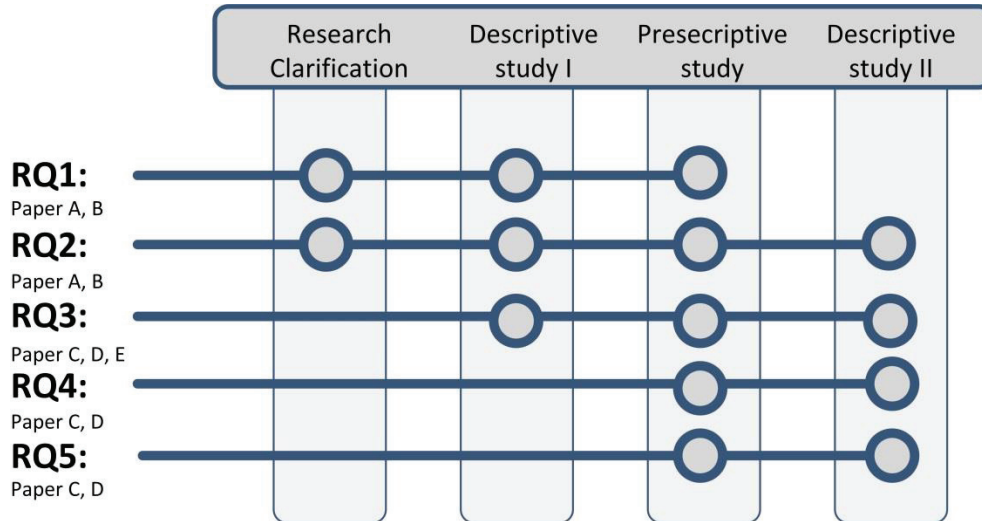 Research
Clarification
Descriptive
study I
Presecriptive
study
Descriptive
study II
RQ1:
Paper A, B
RQ2:
Paper A, B
RQ3:
Paper C, D, E
RQ4:
Paper C, D
RQ5:
Paper C, D